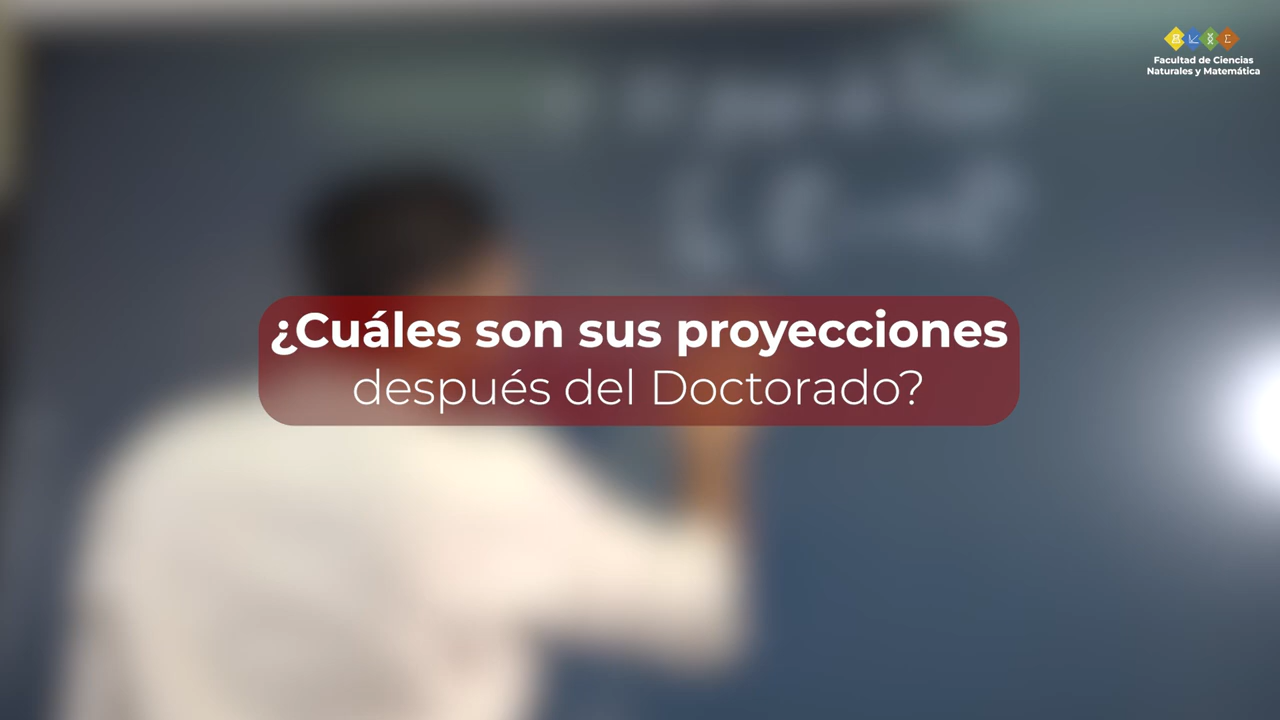 Facultad de Ciencias
Naturales y Matemática
¿Cuáles son sus proyecciones
después del Doctorado?